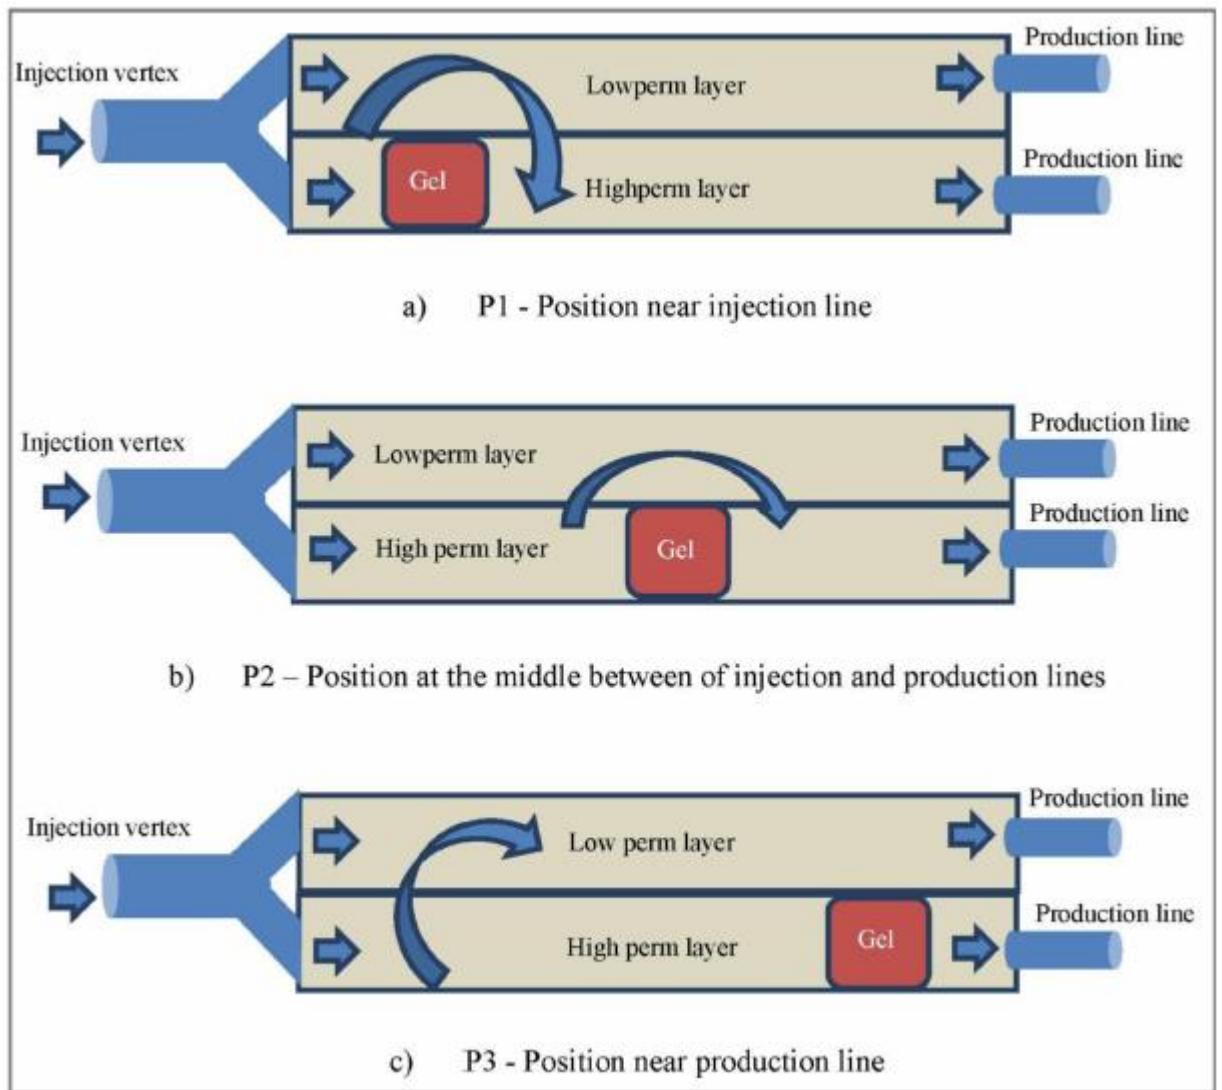 Production line
Injection vertex
Lowperm layer
Production line
Gel
Highperm layer
a) P1 - Position near injection line
Production line
Injection vertex
Lowperm layer
Production line
High perm layer
Gel
b) P2 – Position at the middle between of injection and production lines
Production line
Injection vertex
Low perm layer
Production line
High perm layer
Gel
c) P3 - Position near production line